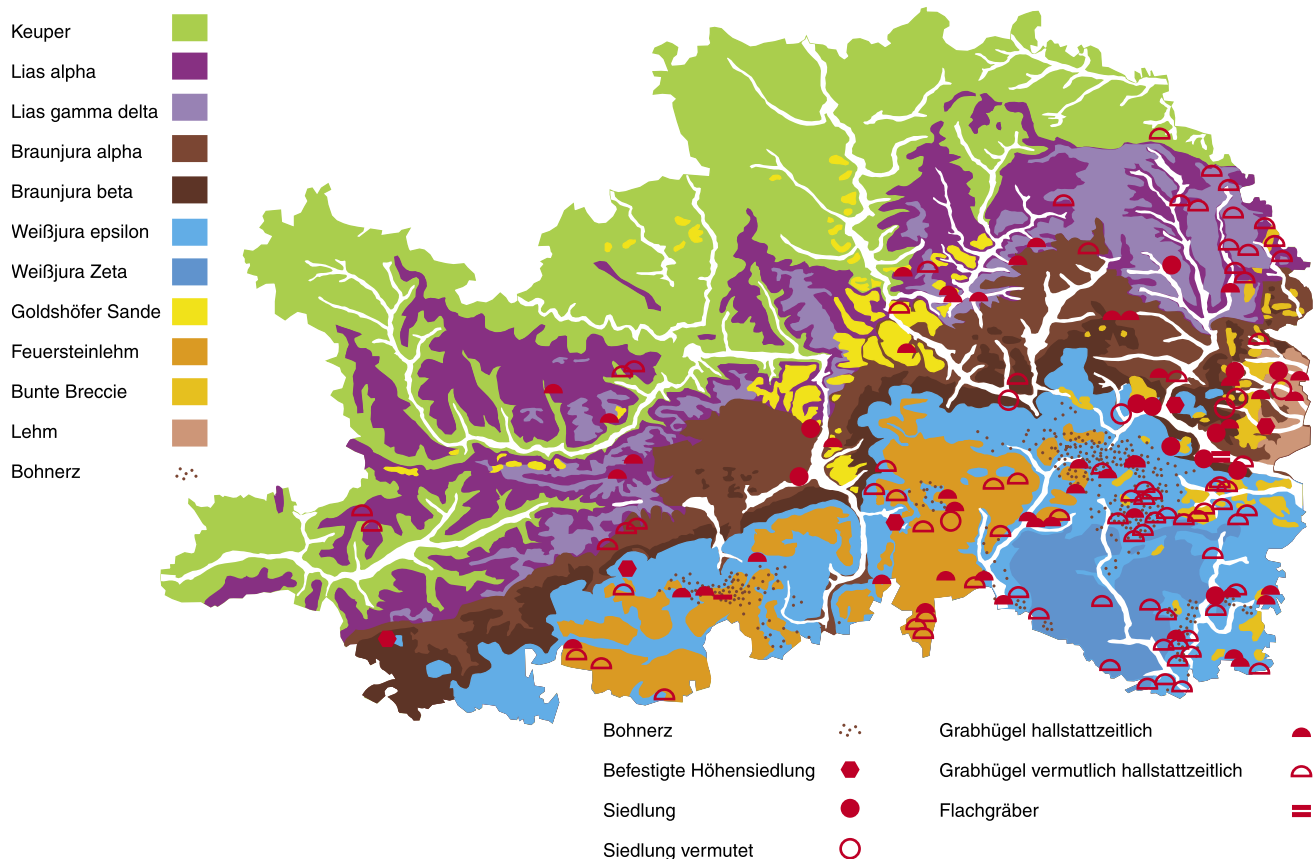 Keuper
Lias alpha
Lias gamma delta
Braunjura alpha
Braunjura beta
Weißjura epsilon
Weißjura Zeta
Goldshöfer Sande
Feuersteinlehm
Bunte Breccie
Lehm
Bohnerz
Bohnerz
Befestigte Höhensiedlung
Siedlung
Siedlung vermutet
Grabhügel hallstattzeitlich
Grabhügel vermutlich hallstattzeitlich
Flachgräber